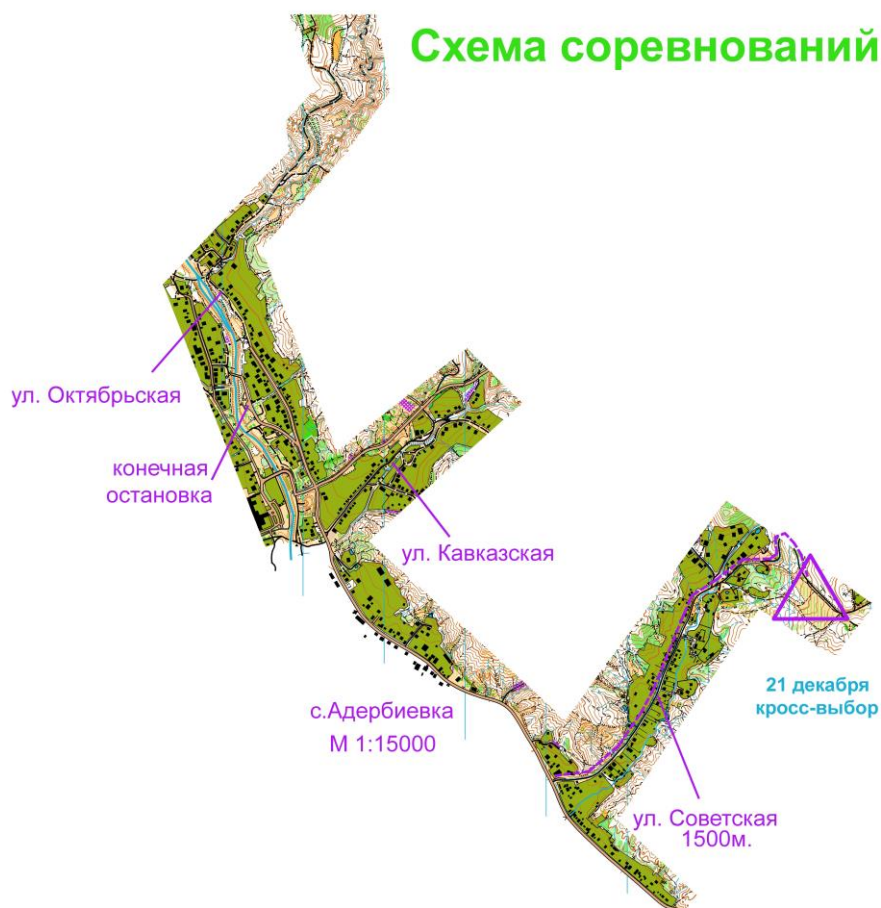 Схема соревнований
ул. Октябрьская
конечная
остановка
ул. Кавказская
21 декабря
кросс-выбор
с.Адербиевка
М 1:15000
ул. Советская
1500м.